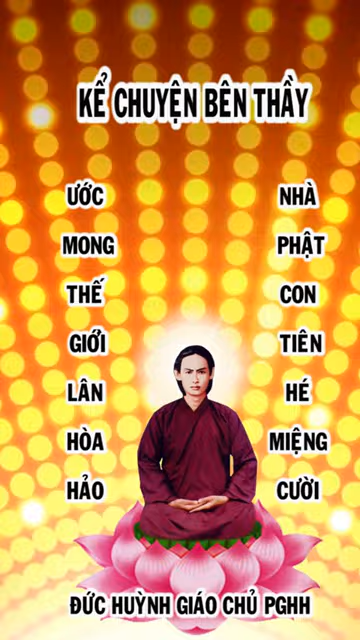 KỂ CHUYỆN BÊN THẦY
ƯỚC
MONG
THẾ
GIỚI
LÂN
HÒA
HẢO
NHÀ
PHẬT
CON
TIÊN
HÉ
MIỆNG
CƯỜI
ĐỨC HUỲNH GIÁO CHỦ PGHH